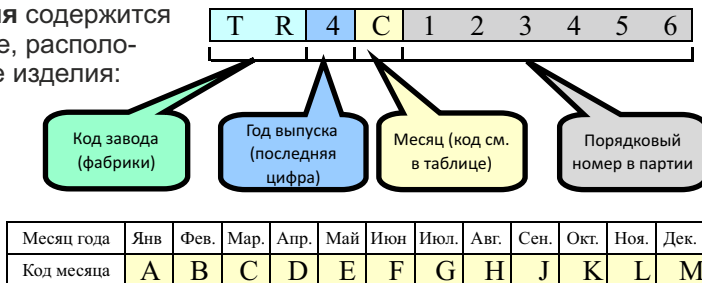 ия содержится
е, располо-
е изделия:
T R 4 C 1 2 3 4 5 6
Код завода
(фабрики)
Год выпуска
(последняя
цифра)
Месяц (код см.
в таблице)
Порядковый
номер в партии
Месяц года Янв Фев. Мар. Апр. Май Июн Июл. Авг. Сен. Окт. Ноя. Дек.
Код месяца A B C D E F G H J K L M